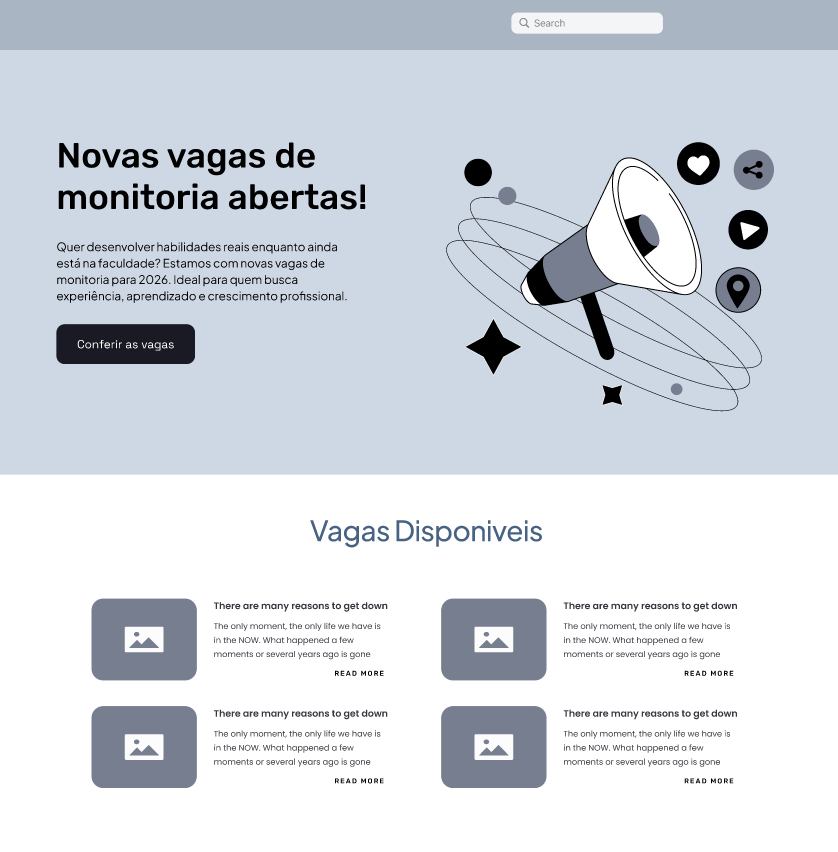 Search
Novas vagas de
monitoria abertas!
Quer desenvolver habilidades reais enquanto ainda
está na faculdade? Estamos com novas vagas de
monitoria para 2026. Ideal para quem busca
experiência, aprendizado e crescimento profissional.
Conferir as vagas
Vagas Disponiveis
There are many reasons to get down
The only moment, the only life we have is
in the NOW. What happened a few
moments or several years ago is gone
READ MORE
There are many reasons to get down
The only moment, the only life we have is
in the NOW. What happened a few
moments or several years ago is gone
READ MORE
There are many reasons to get down
The only moment, the only life we have is
in the NOW. What happened a few
moments or several years ago is gone
READ MORE
There are many reasons to get down
The only moment, the only life we have is
in the NOW. What happened a few
moments or several years ago is gone
READ MORE